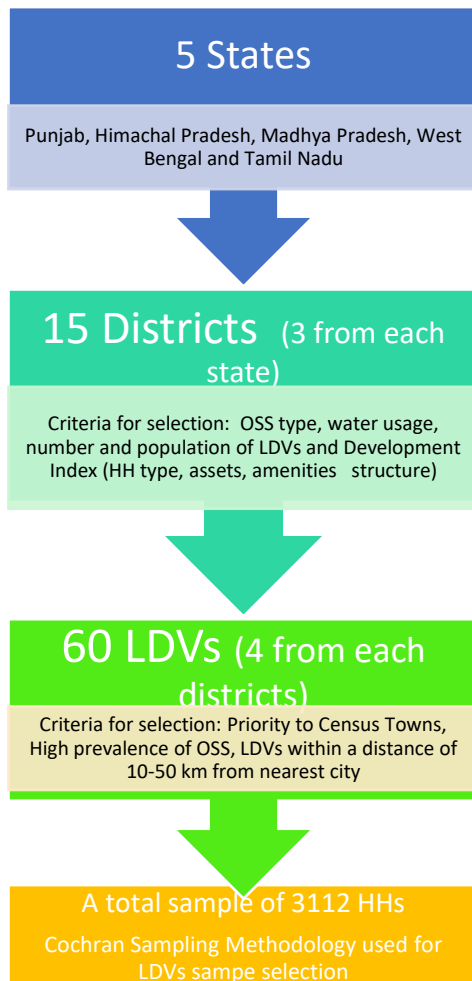 5 States
Punjab, Himachal Pradesh, Madhya Pradesh, West
Bengal and Tamil Nadu
15 Districts (3 from each
state)
Criteria for selection: OSS type, water usage,
number and population of LDVs and Development
Index (HH type, assets, amenities structure)
60 LDVs (4 from each
districts)
Criteria for selection: Priority to Census Towns,
High prevalence of OSS, LDVs within a distance of
10-50 km from nearest city
A total sample of 3112 HHs
Cochran Sampling Methodology used for
LDVs sampe selection